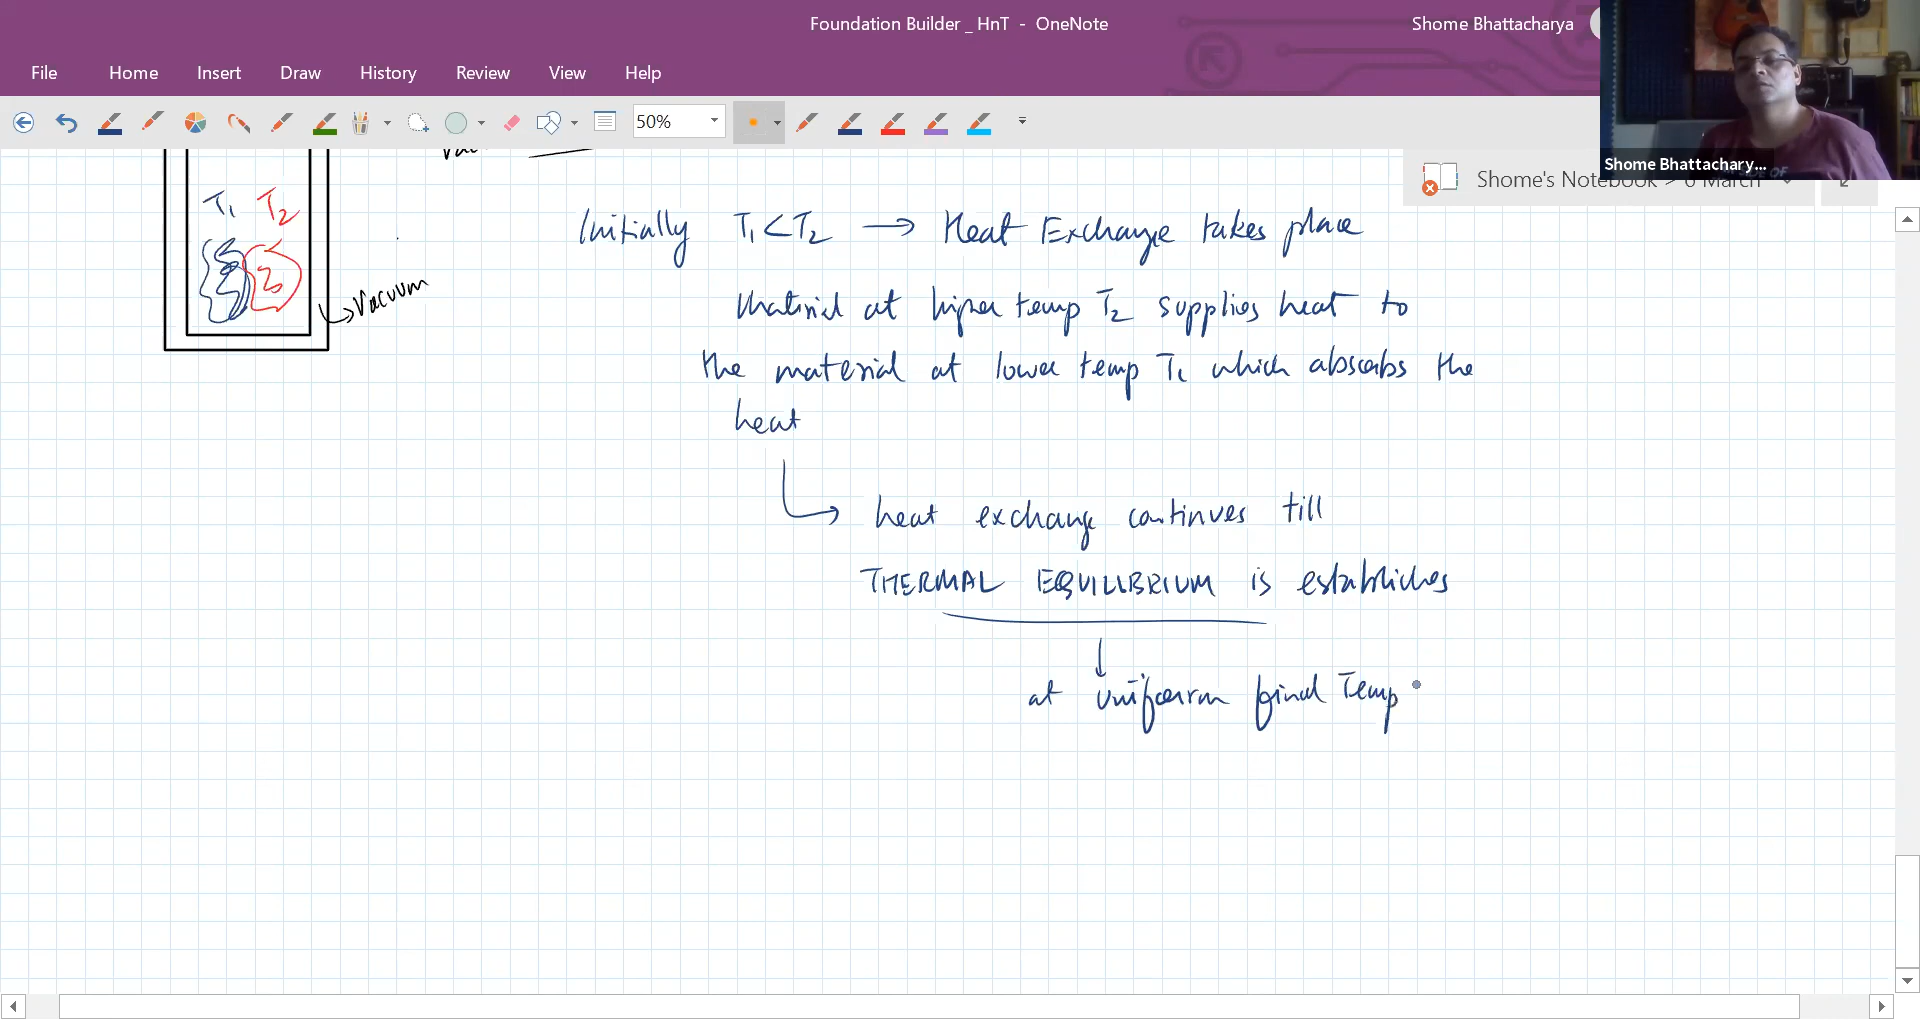 Foundation Builder _ HnT - OneNote
Shome Bhattacharya
File Home Insert Draw History Review View Help
50%
Shome Bhattachary...
Shome's Notebook > 6 March
T1 T2
Vacuum
Initially T1 < T2 → Heat Exchange takes place
Material at higher temp T2 supplies heat to
the material at lower temp T1 which absorbs the
heat
heat exchange continues till
THERMAL EQUILIBRIUM is establishes
at uniform final Temp